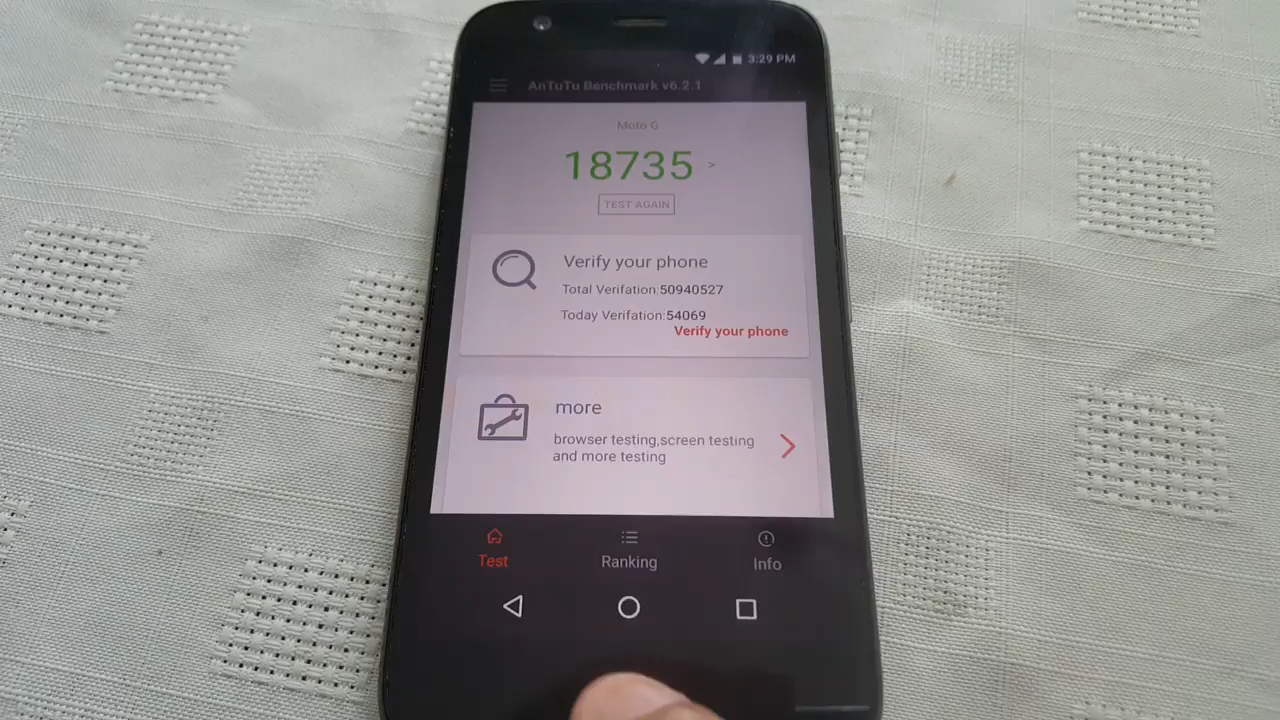 3:29 PM
AnTuTu Benchmark v6.2.1
Moto G
18735 >
TEST AGAIN
Verify your phone
Total Verifation:50940527
Today Verifation:54069
Verify your phone
more
browser testing,screen testing
and more testing
Test
Ranking
Info